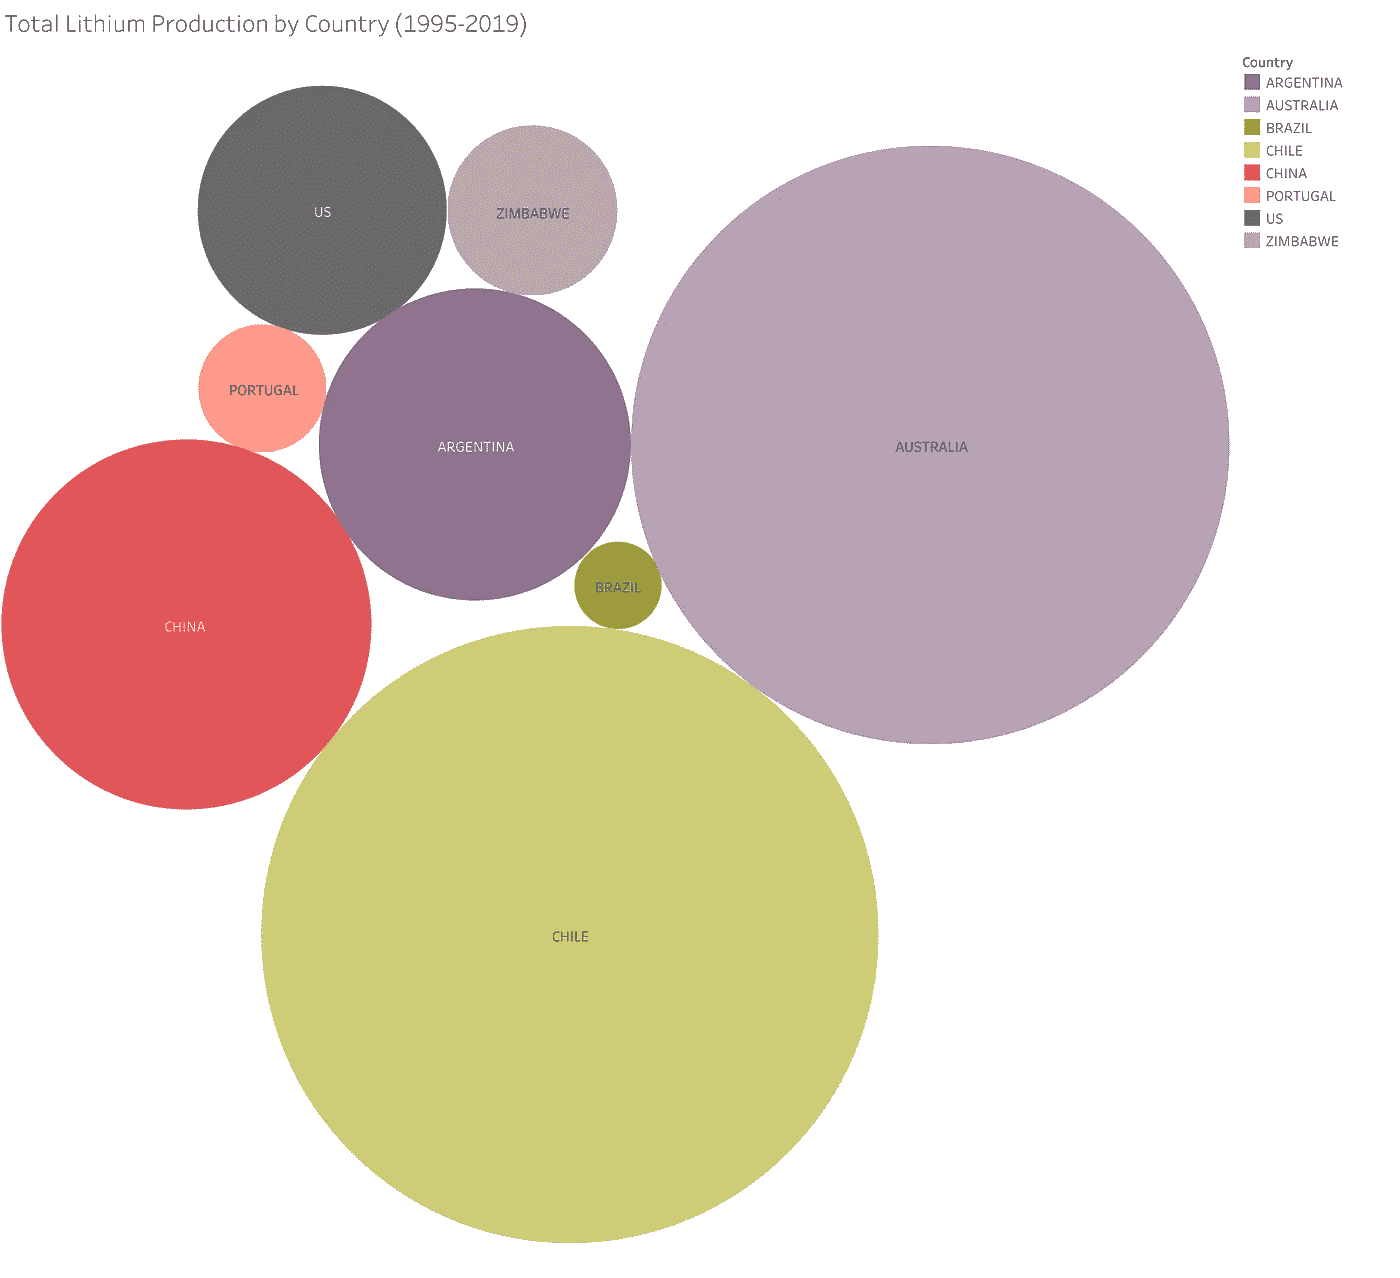 Total Lithium Production by Country (1995-2019)
Country
ARGENTINA
AUSTRALIA
BRAZIL
CHILE
CHINA
PORTUGAL
US
ZIMBABWE
US
ZIMBABWE
PORTUGAL
ARGENTINA
AUSTRALIA
BRAZIL
CHINA
CHILE